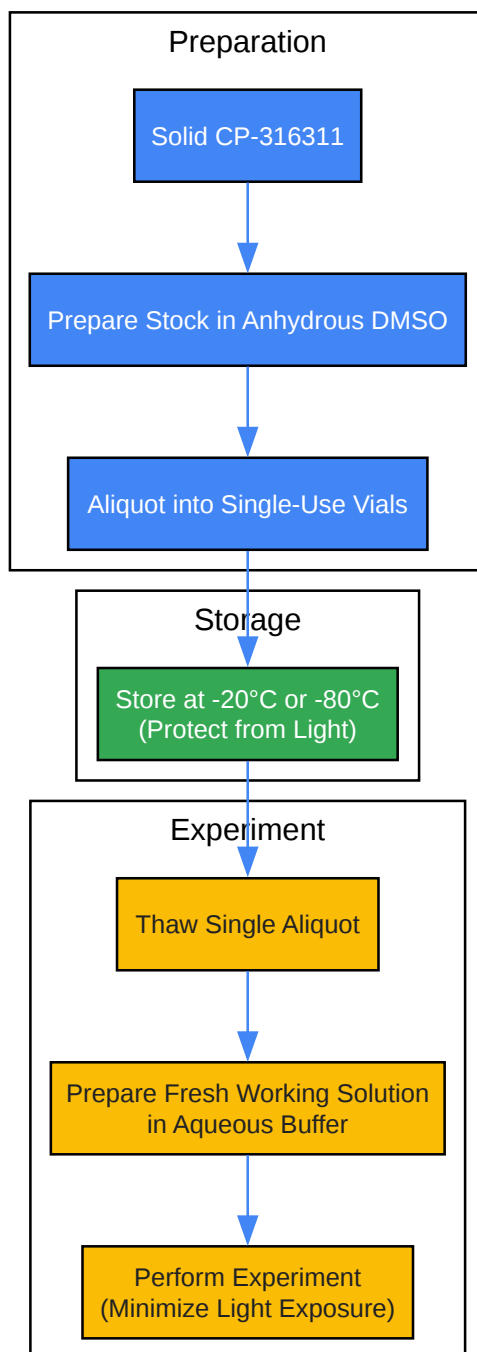 Preparation
Solid CP-316311
Prepare Stock in Anhydrous DMSO
Aliquot into Single-Use Vials
Storage
Store at -20°C or -80°C
(Protect from Light)
Experiment
Thaw Single Aliquot
Prepare Fresh Working Solution
in Aqueous Buffer
Perform Experiment
(Minimize Light Exposure)